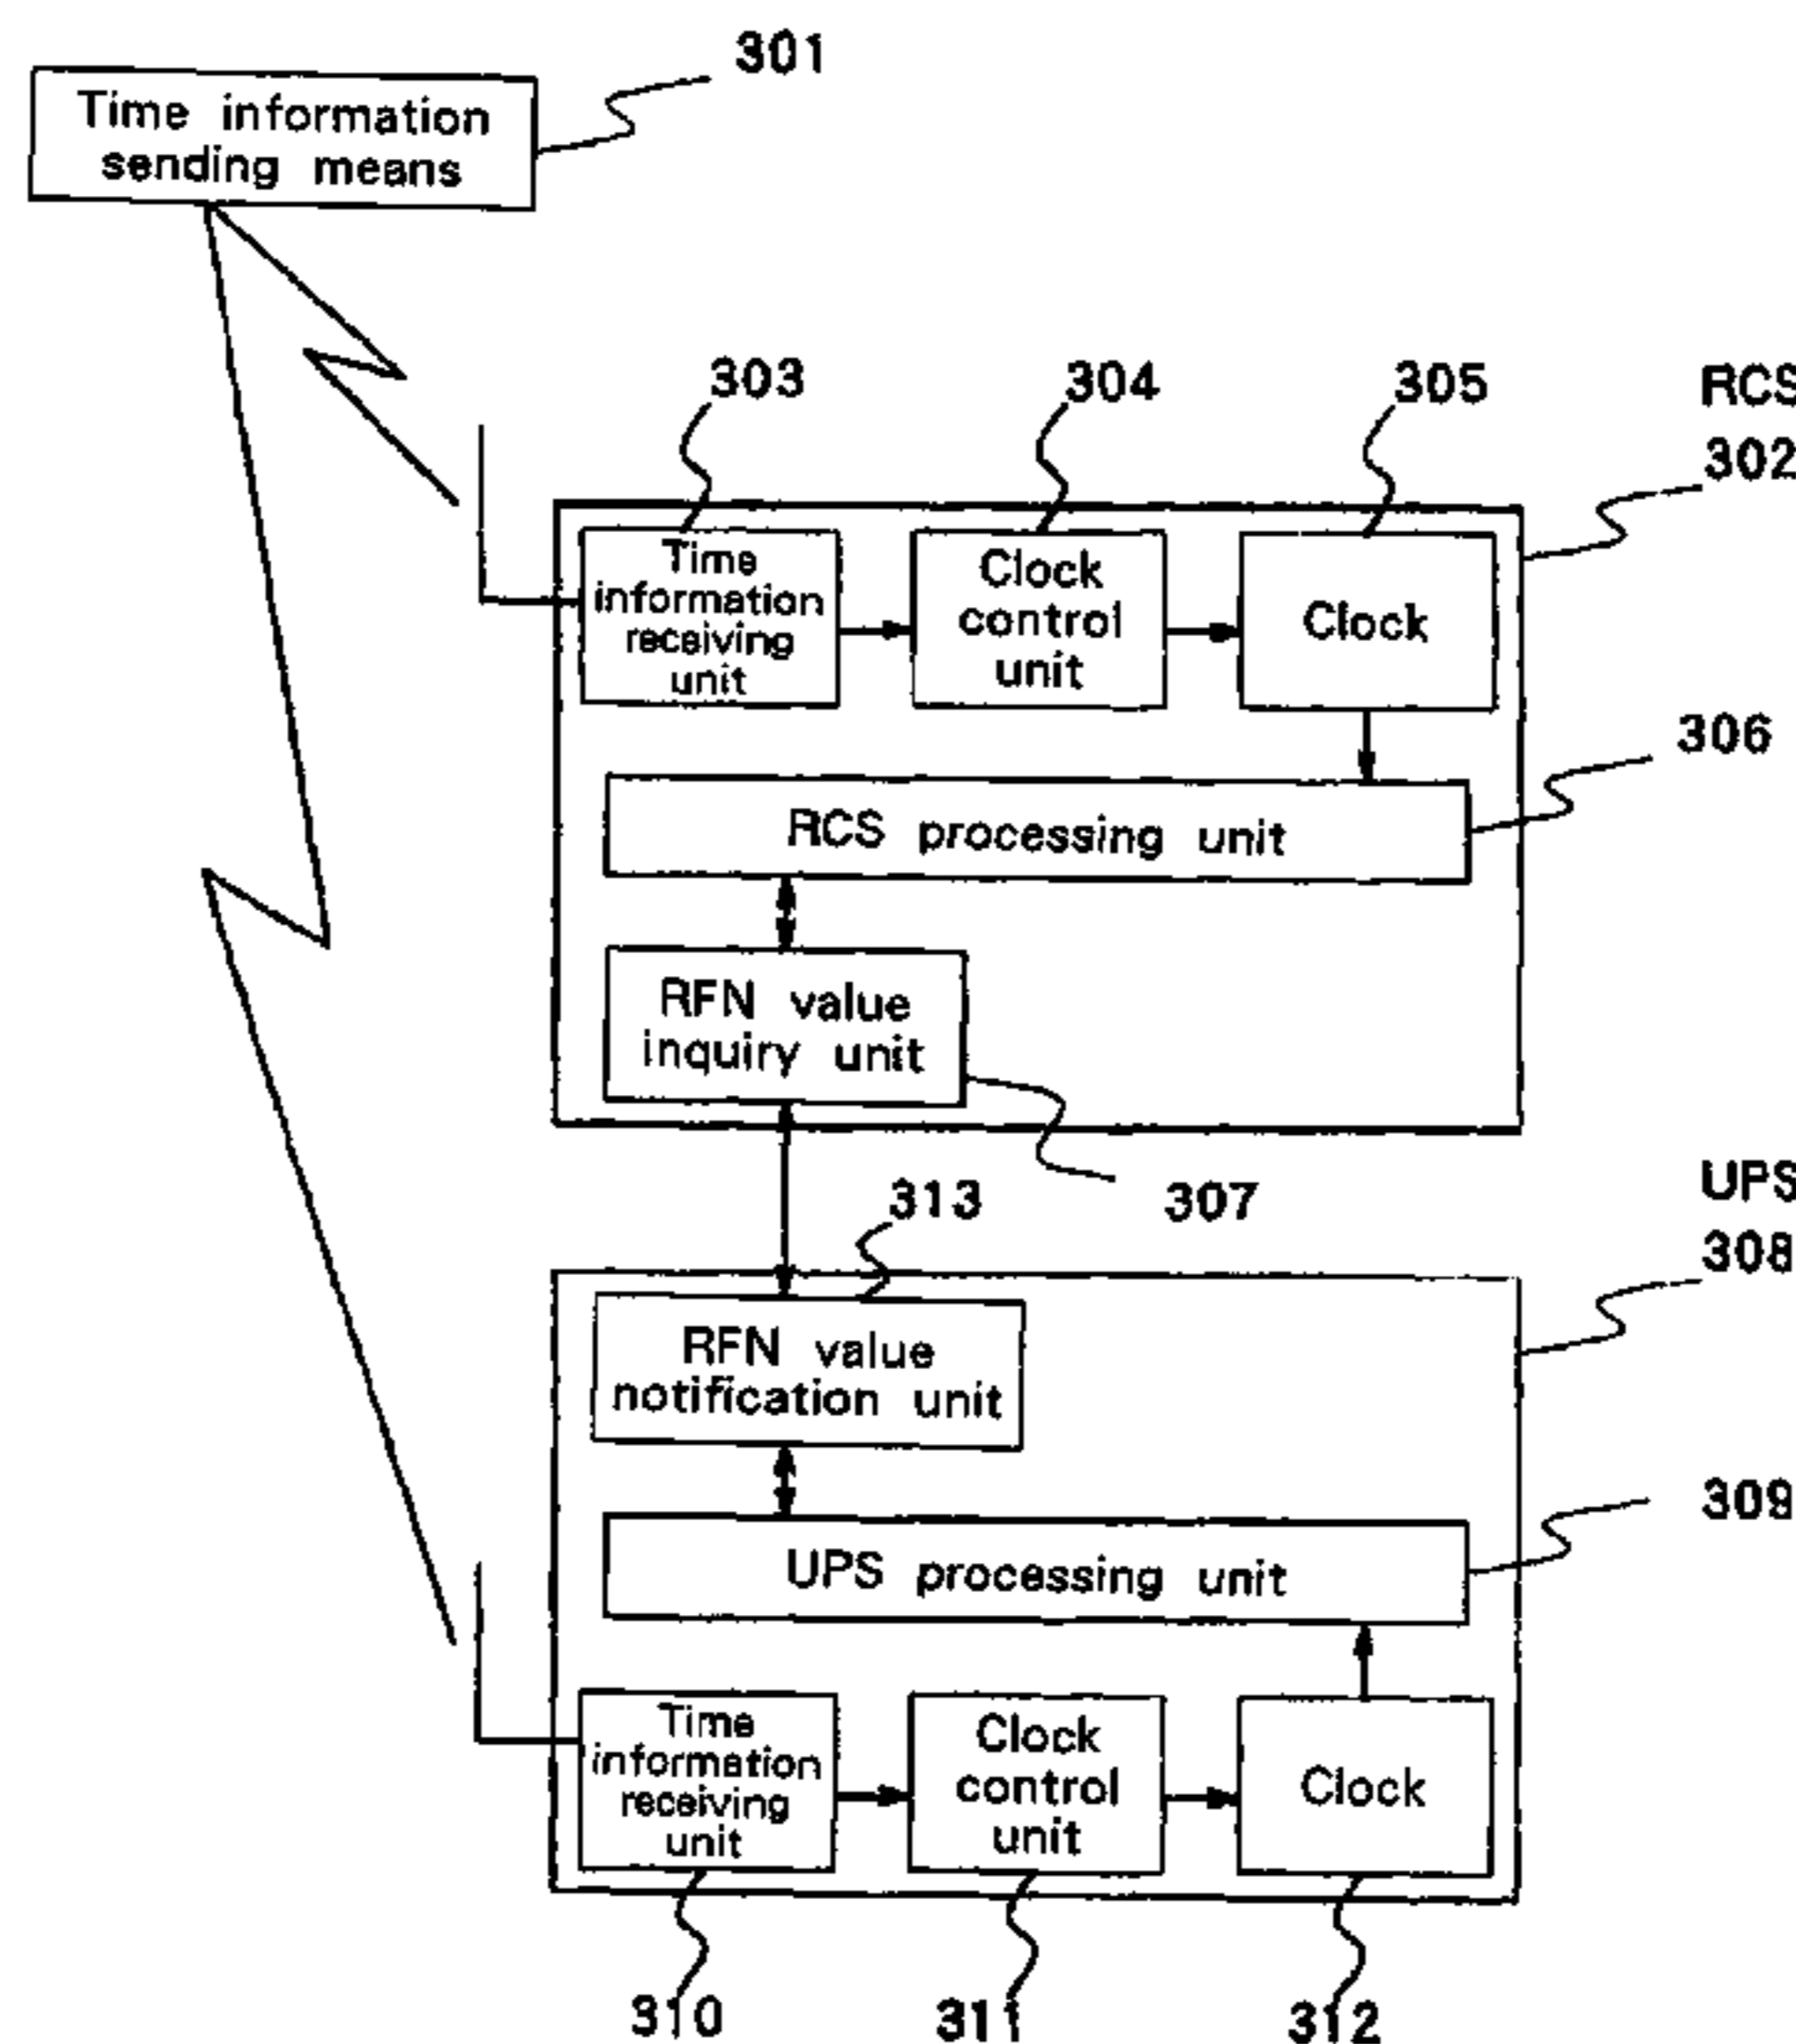 301
Time information
sending means
303
304
305
RCS
302
Time
information
receiving
unit
Clock
control
unit
Clock
306
RCS processing unit
RFN value
inquiry unit
307
313
UPS
308
RFN value
notification unit
309
UPS processing unit
Time
information
receiving
unit
Clock
control
unit
Clock
310
311
312